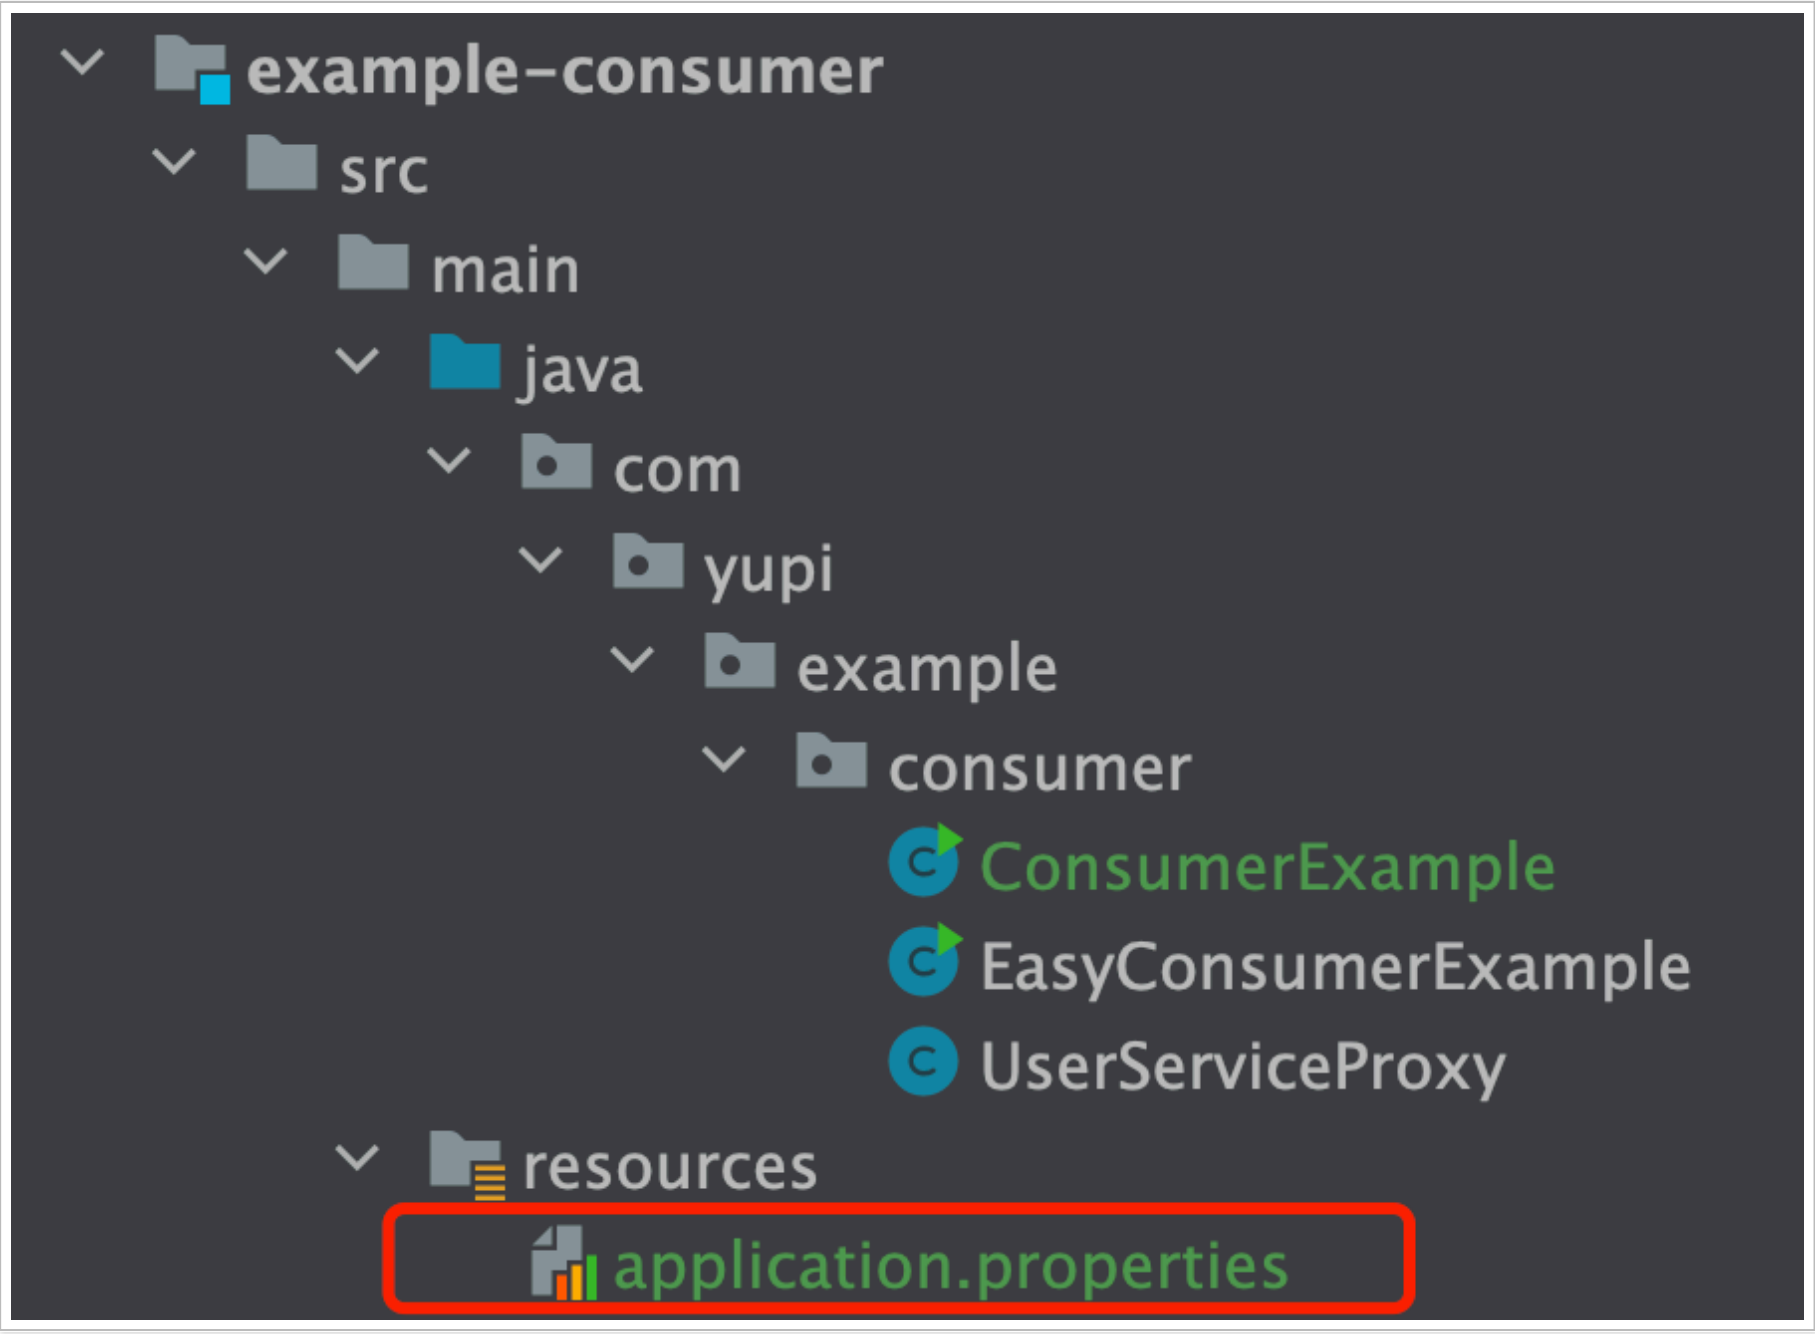 example-consumer
src
main
java
com
yupi
example
consumer
ConsumerExample
EasyConsumerExample
UserServiceProxy
resources
application.properties